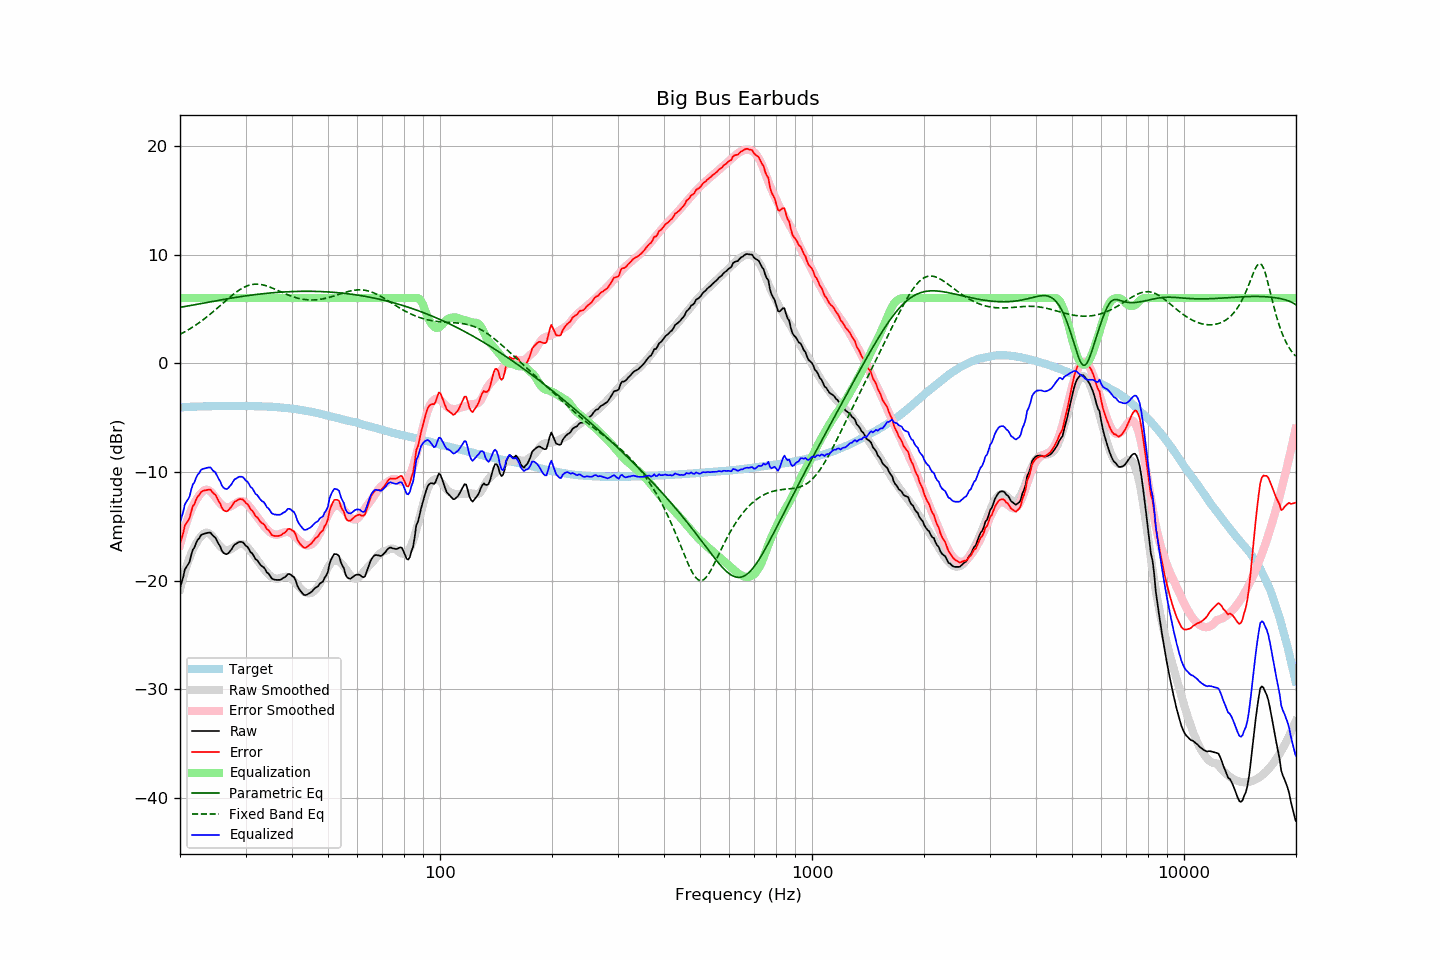 Big Bus Earbuds
20
10
0
−10
−20
−30
−40
Amplitude (dBr)
Target
Raw Smoothed
Error Smoothed
Raw
Error
Equalization
Parametric Eq
Fixed Band Eq
Equalized
100
1000
10000
Frequency (Hz)